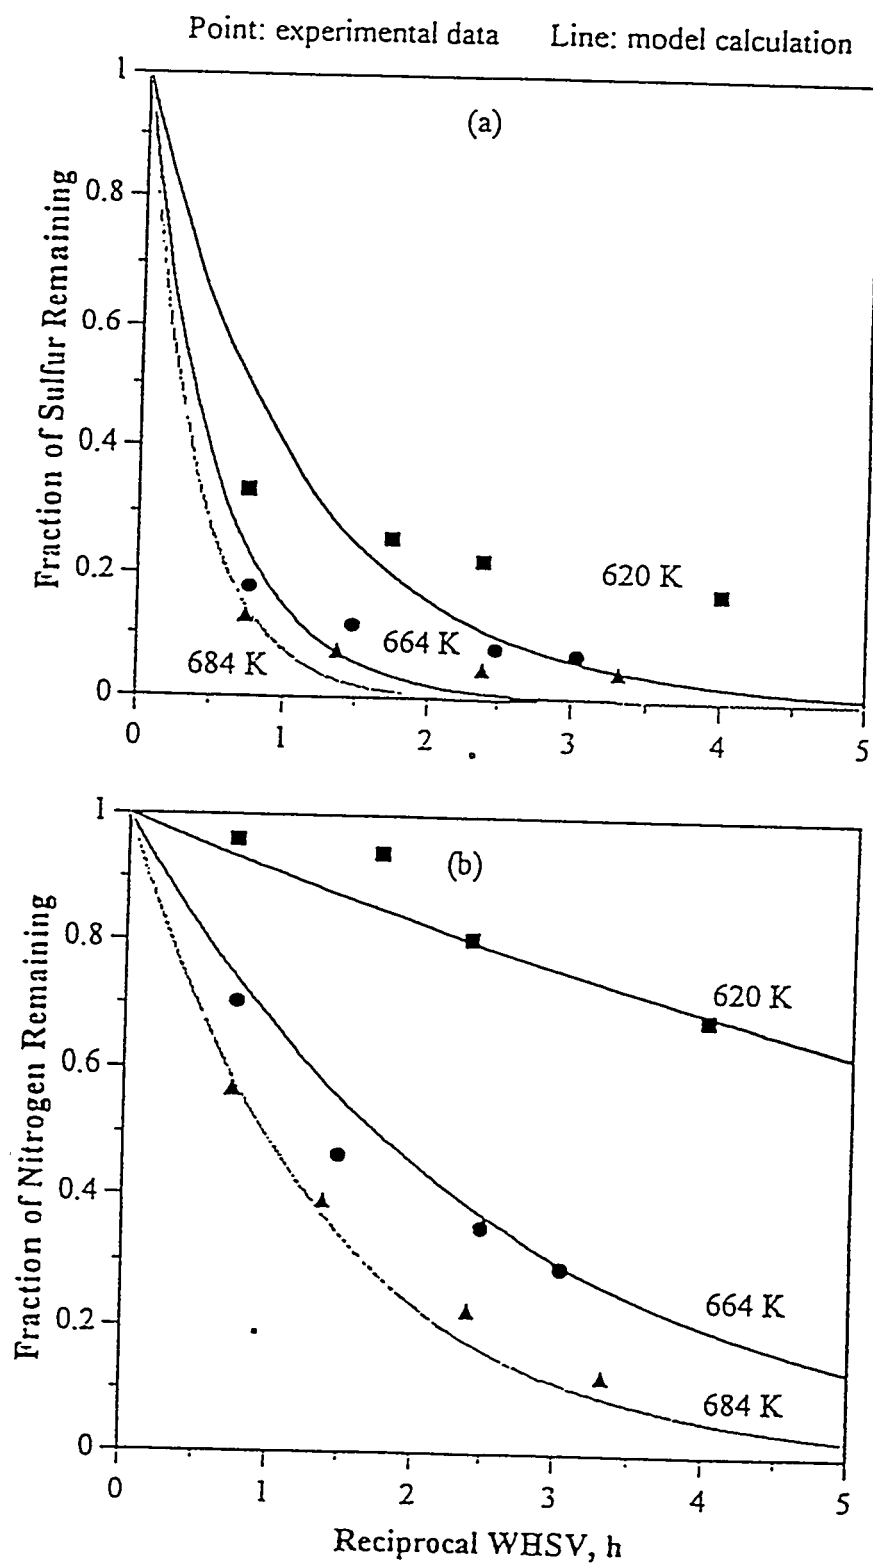 Point: experimental data Line: model calculation
1
(a)
0.8
0.6
0.4
0.2
0
620 K
664 K
684 K
Fraction of Sulfur Remaining
0 1 2 3 4 5
1
(b)
0.8
620 K
0.6
0.4
664 K
0.2
684 K
0
Fraction of Nitrogen Remaining
0 1 2 3 4 5
Reciprocal WHSV, h